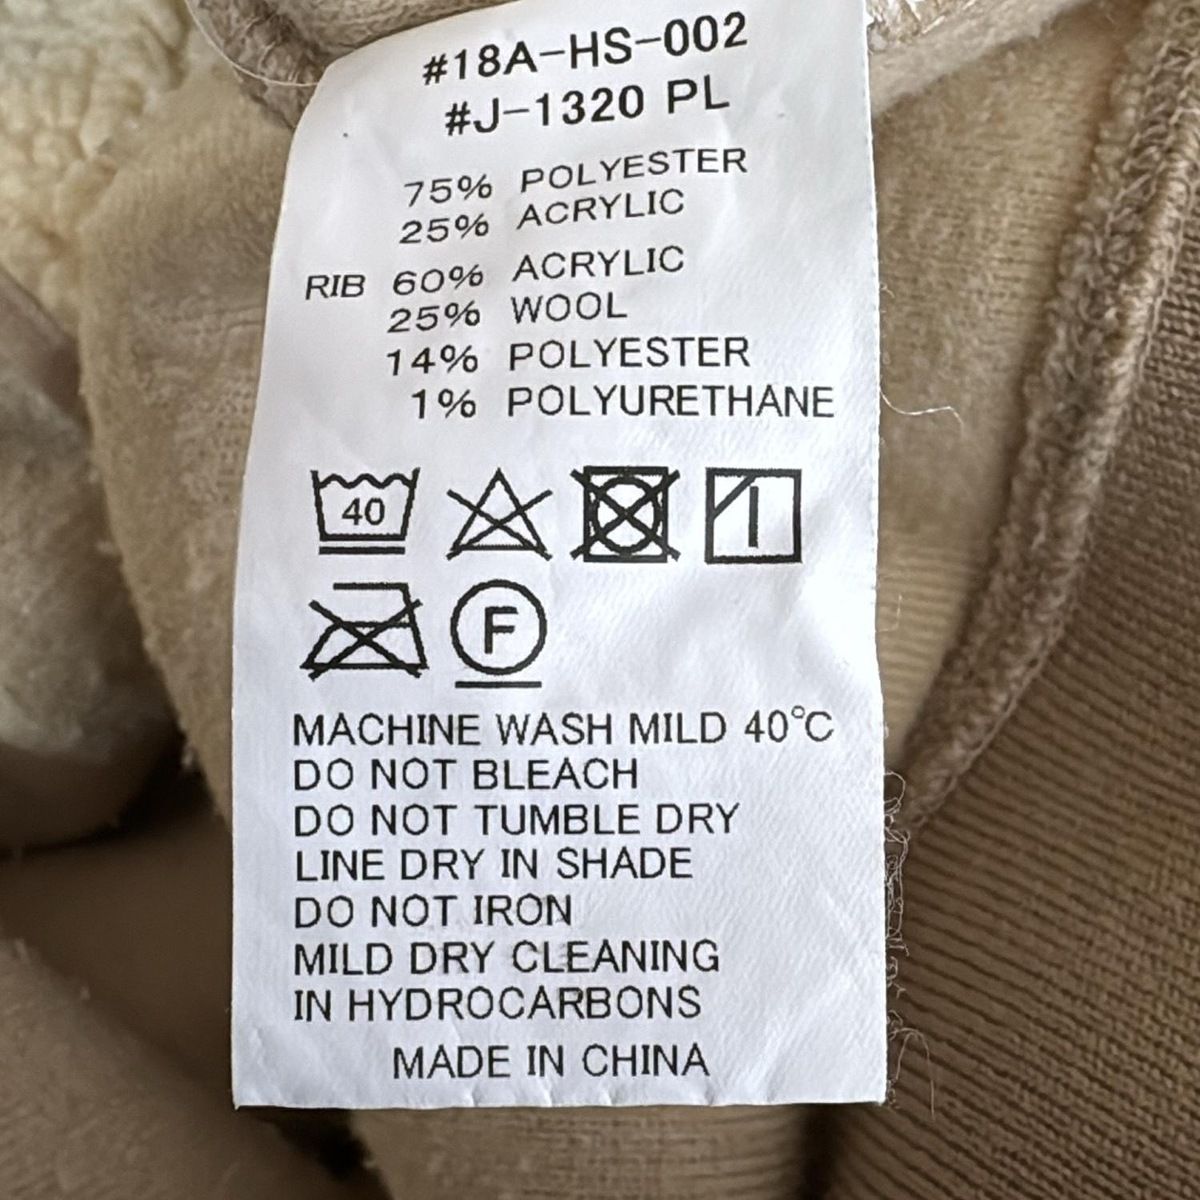 #18A-HS-002
#J-1320 PL
75% POLYESTER
25% ACRYLIC
RIB 60% ACRYLIC
25% WOOL
14% POLYESTER
1% POLYURETHANE
40
F
MACHINE WASH MILD 40°C
DO NOT BLEACH
DO NOT TUMBLE DRY
LINE DRY IN SHADE
DO NOT IRON
MILD DRY CLEANING
IN HYDROCARBONS
MADE IN CHINA